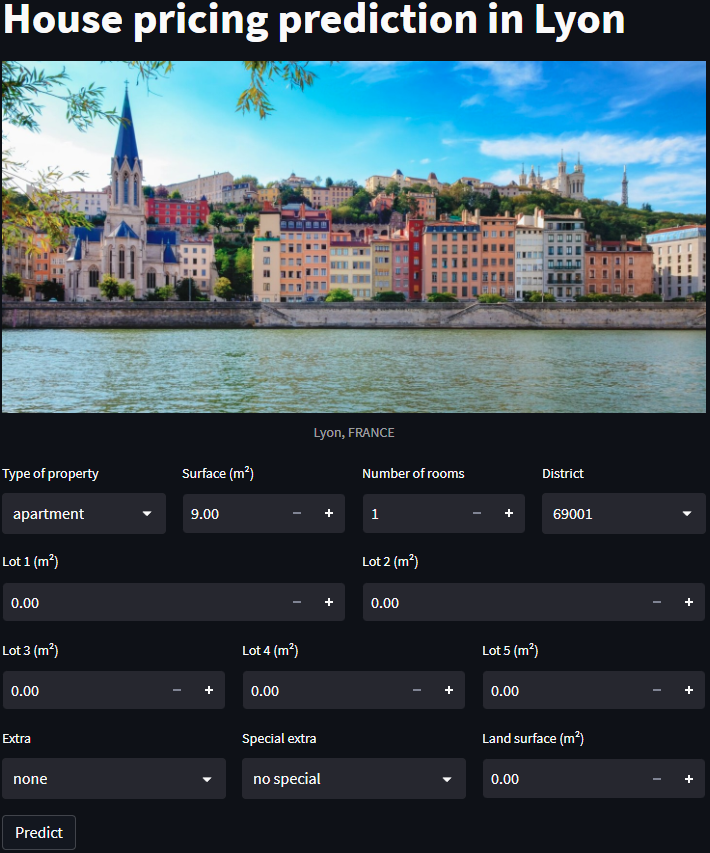 House pricing prediction in Lyon
Lyon, FRANCE
Type of property Surface (m²) Number of rooms District
apartment 9.00 − + 1 − + 69001
Lot 1 (m²) Lot 2 (m²)
0.00 − + 0.00 − +
Lot 3 (m²) Lot 4 (m²) Lot 5 (m²)
0.00 − + 0.00 − + 0.00 − +
Extra Special extra Land surface (m²)
none no special 0.00 − +
Predict